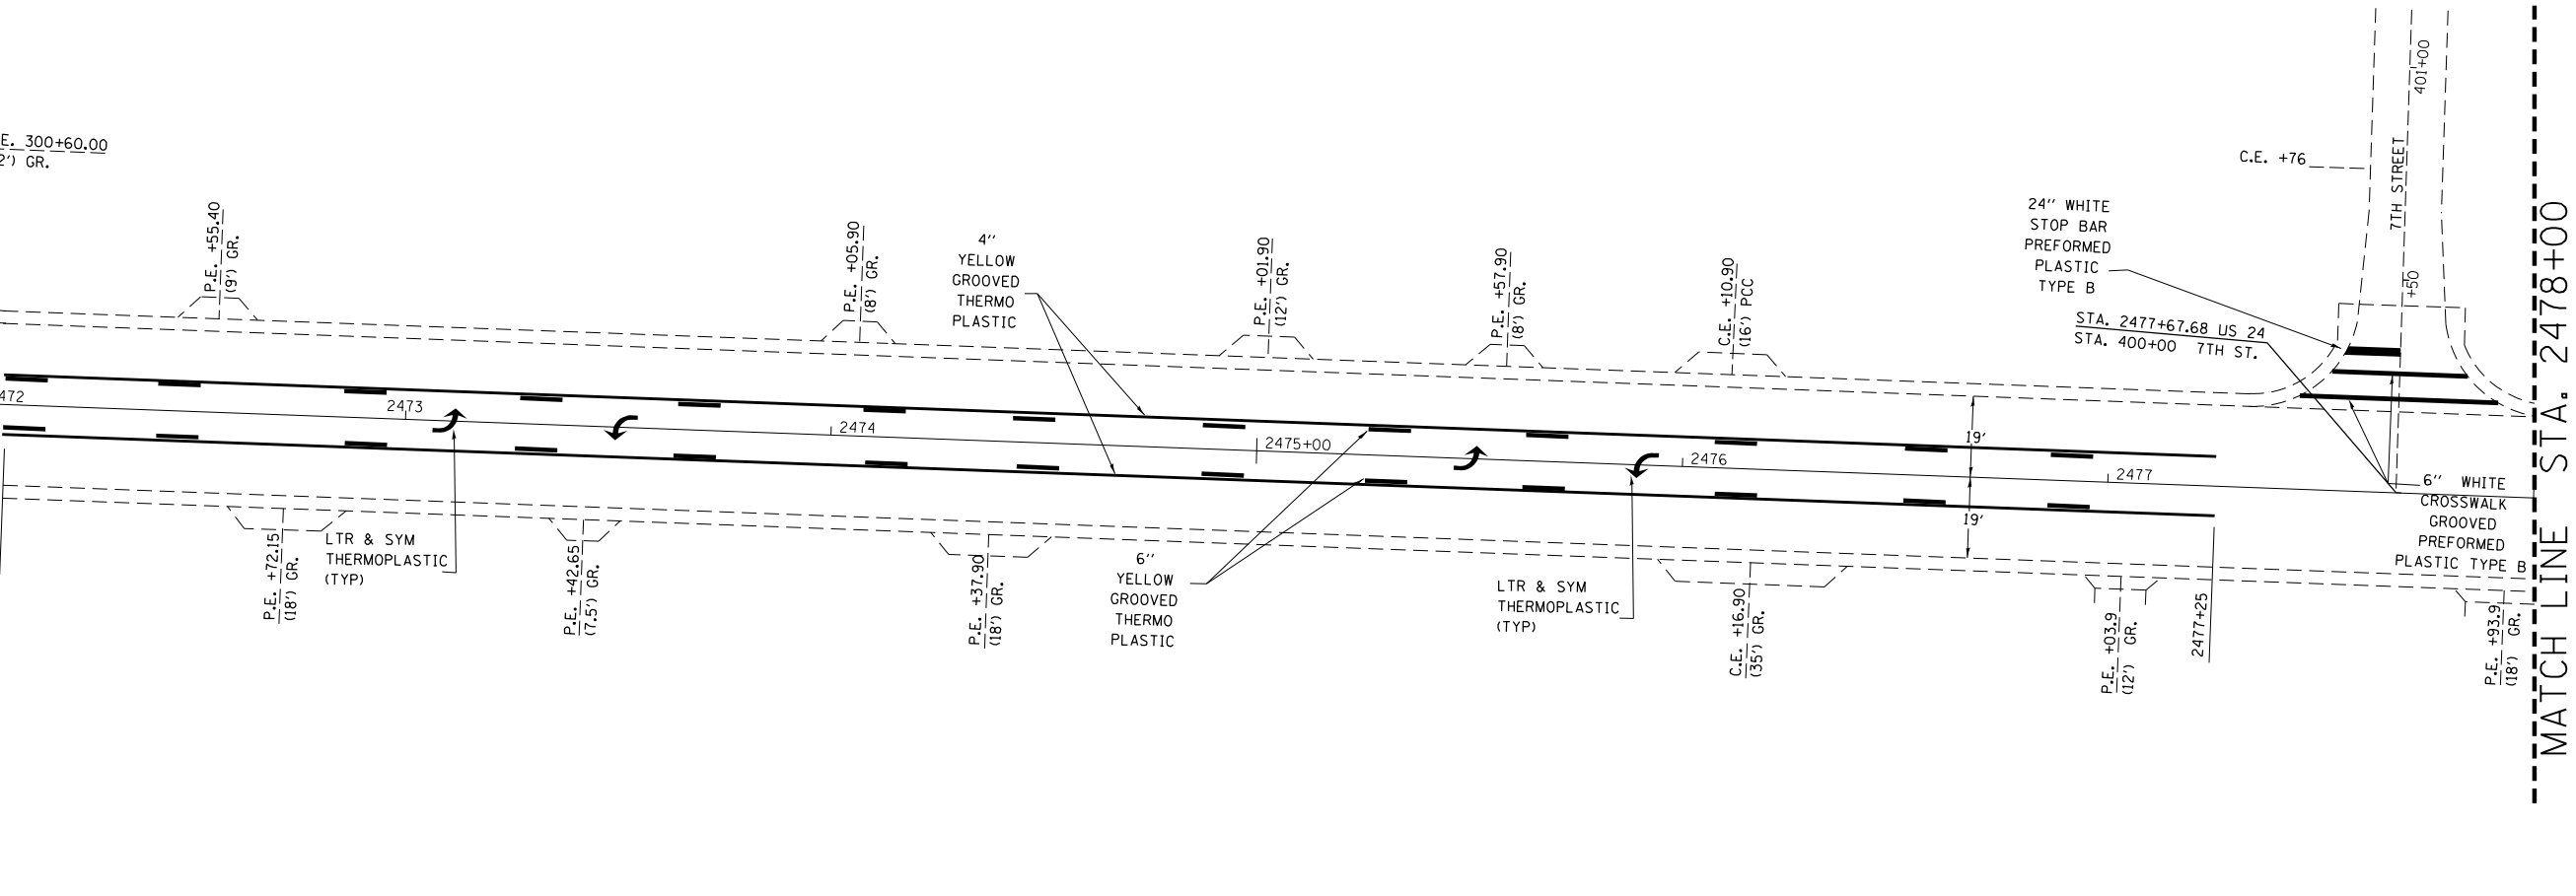 E. 300+60.00
2') GR.
P.E. +55.40
(9') GR.
P.E. +05.90
(8') GR.
4''
YELLOW
GROOVED
THERMO
PLASTIC
P.E. +01.90
(12') GR.
P.E. +57.90
(8') GR.
C.E. +10.90
(16') PCC
24'' WHITE
STOP BAR
PREFORMED
PLASTIC
TYPE B
C.E. +76
7TH STREET
401+00
+50
STA. 2477+67.68 US 24
STA. 400+00 7TH ST.
472
2473
2474
2475+00
2476
2477
19'
19'
P.E. +72.15
(18') GR.
LTR & SYM
THERMOPLASTIC
(TYP)
P.E. +42.65
(7.5') GR.
P.E. +37.90
(18') GR.
6''
YELLOW
GROOVED
THERMO
PLASTIC
LTR & SYM
THERMOPLASTIC
(TYP)
C.E. +16.90
(35') GR.
P.E. +03.9
(12') GR.
2477+25
6'' WHITE
CROSSWALK
GROOVED
PREFORMED
PLASTIC TYPE B
P.E. +93.9
(18') GR.
MATCH LINE STA. 2478+00